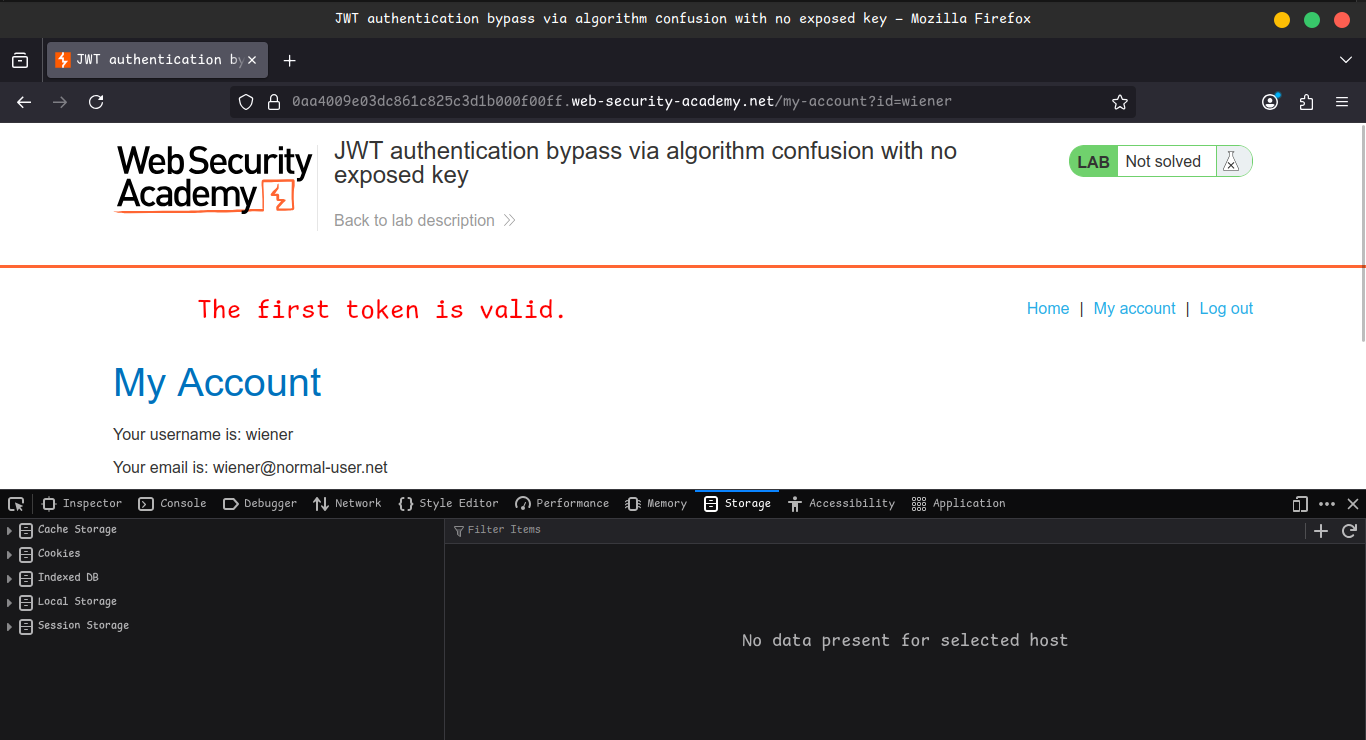 JWT authentication bypass via algorithm confusion with no exposed key — Mozilla Firefox
JWT authentication by
0aa4009e03dc861c825c3d1b000f00ff.web-security-academy.net/my-account?id=wiener
Web Security
Academy
JWT authentication bypass via algorithm confusion with no
exposed key
LAB Not solved
Back to lab description
The first token is valid.
Home | My account | Log out
My Account
Your username is: wiener
Your email is: wiener@normal-user.net
Inspector Console Debugger Network Style Editor Performance Memory Storage Accessibility Application
Cache Storage
Filter Items
Cookies
Indexed DB
Local Storage
Session Storage
No data present for selected host